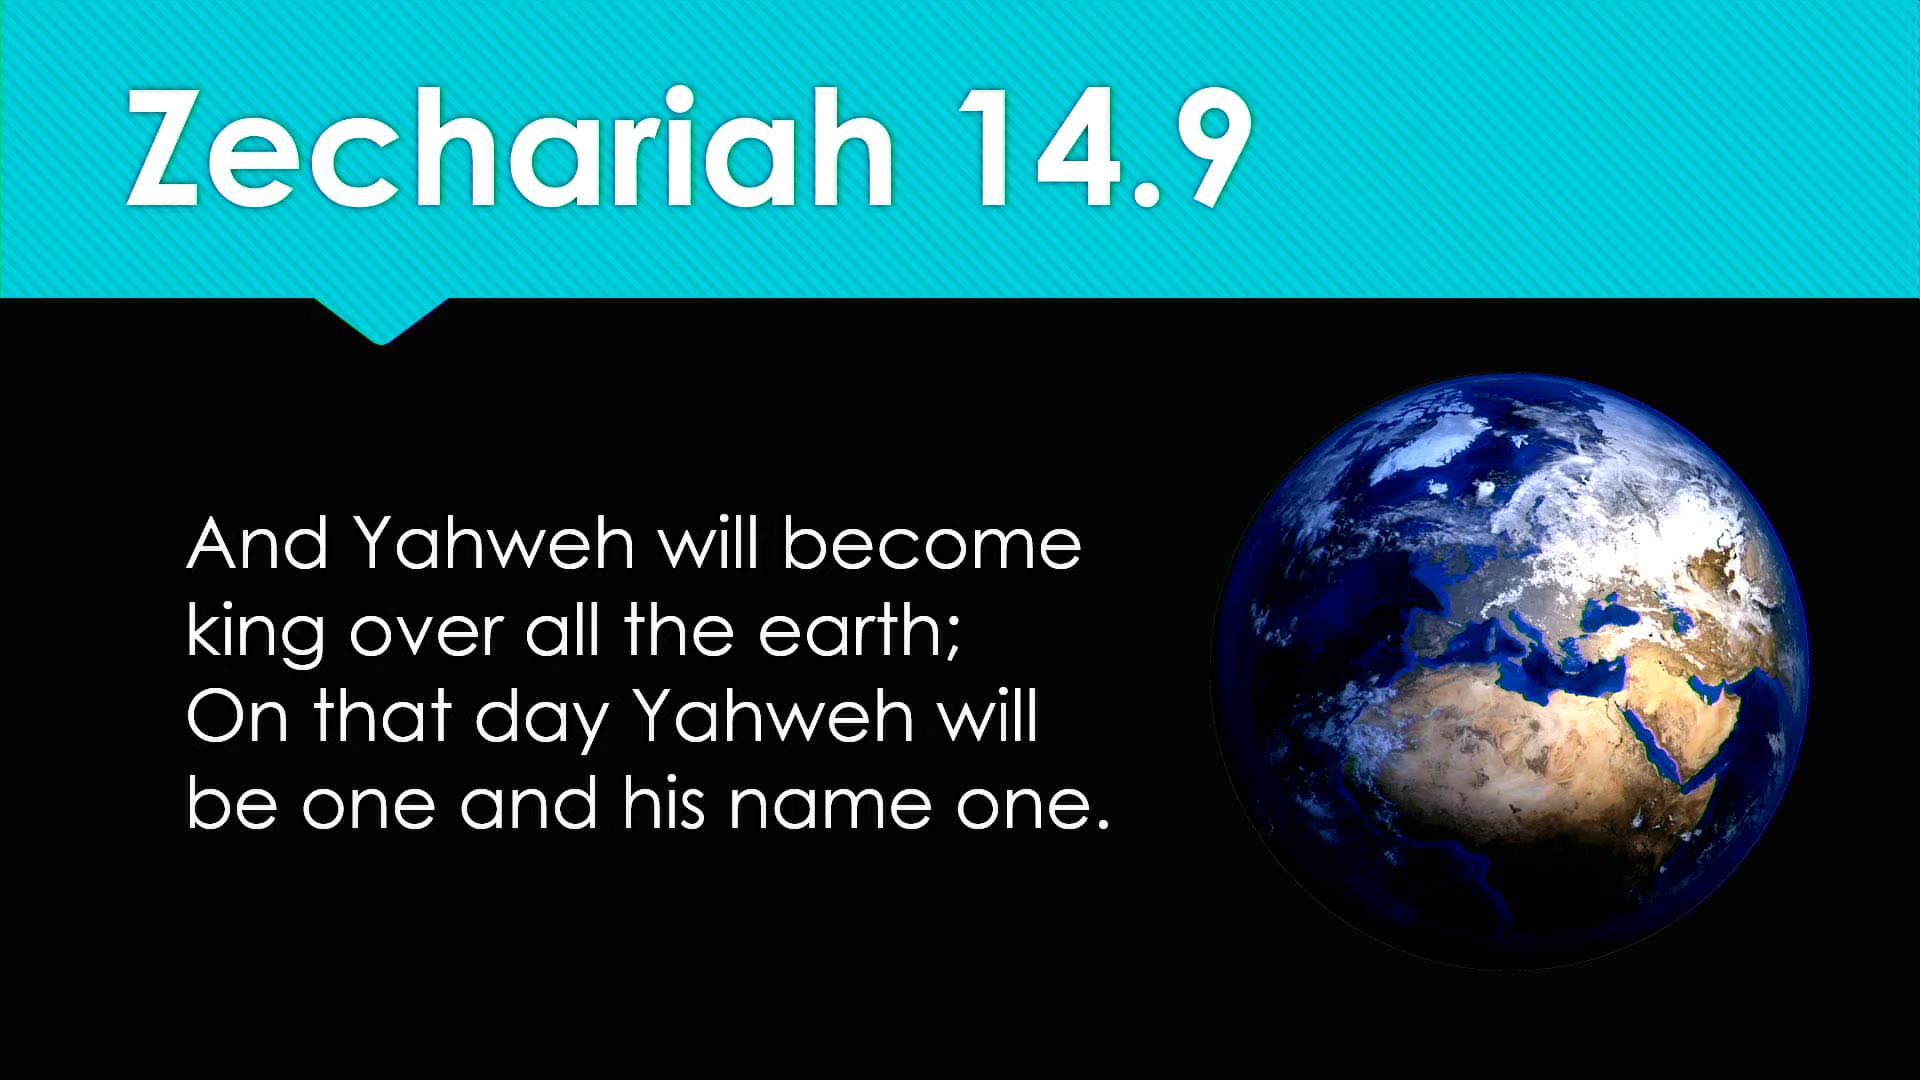 Zechariah 14.9
And Yahweh will become
king over all the earth;
On that day Yahweh will
be one and his name one.